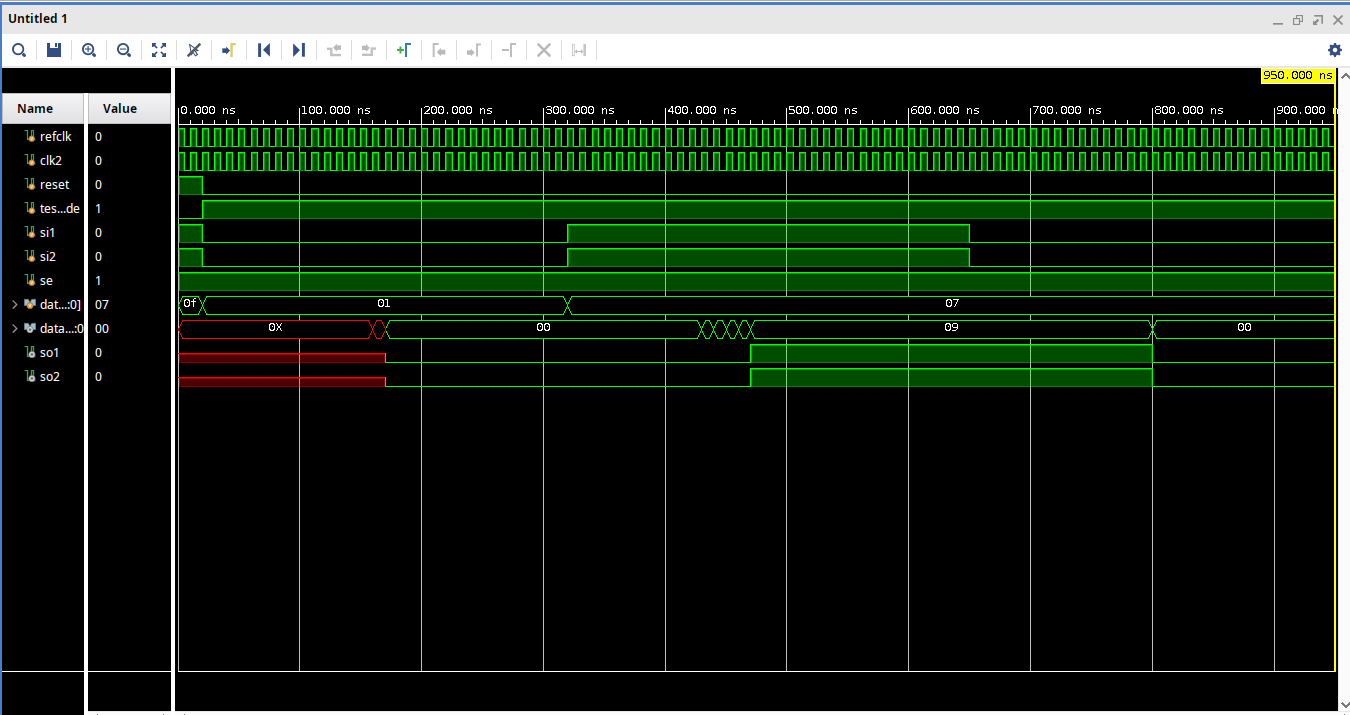 Untitled 1
950.000 ns
Name Value
0.000 ns 100.000 ns 200.000 ns 300.000 ns 400.000 ns 500.000 ns 600.000 ns 700.000 ns 800.000 ns 900.000 n
refclk 0
clk2 0
reset 0
tes...de 1
si1 0
si2 0
se 1
dat...:0] 07 0f 01 07
data...:0 00 0X 00 09 00
so1 0
so2 0